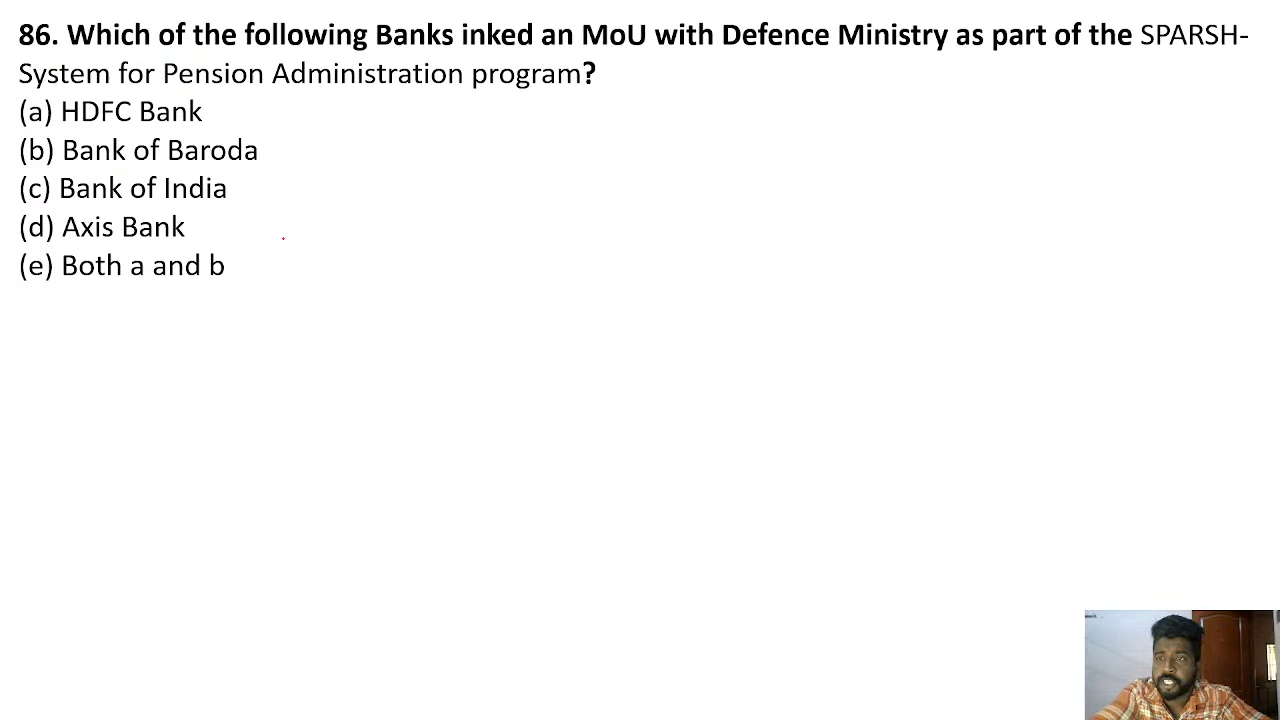 86. Which of the following Banks inked an MoU with Defence Ministry as part of the SPARSH-
System for Pension Administration program?
(a) HDFC Bank
(b) Bank of Baroda
(c) Bank of India
(d) Axis Bank
(e) Both a and b